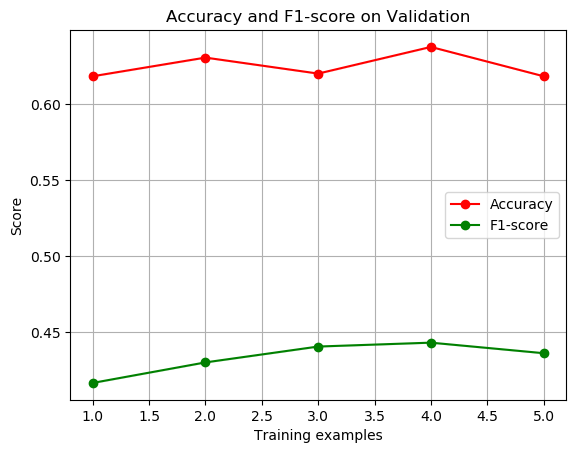 Accuracy and F1-score on Validation
Score
0.60
0.55
0.50
0.45
Accuracy
F1-score
1.0 1.5 2.0 2.5 3.0 3.5 4.0 4.5 5.0
Training examples